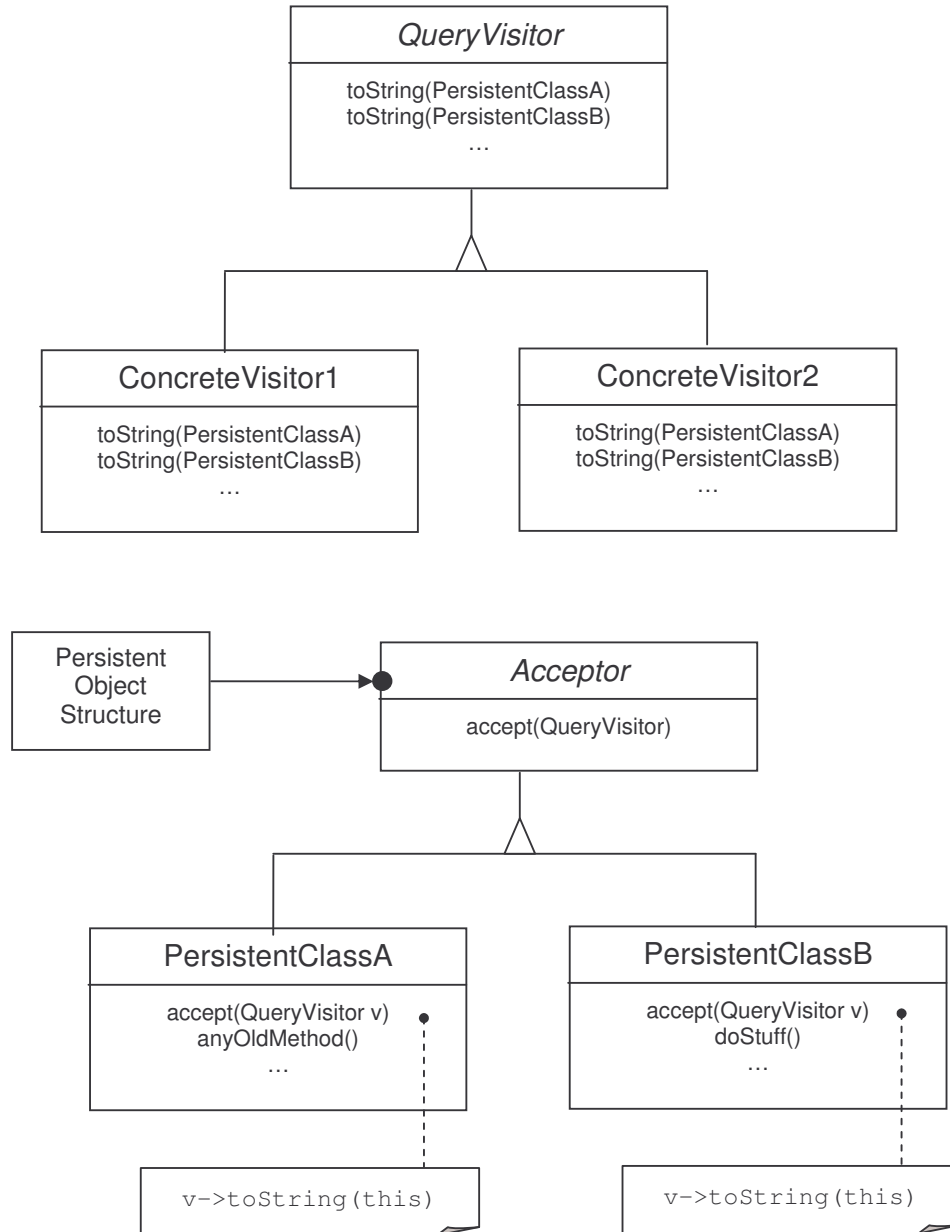 QueryVisitor
toString(PersistentClassA)
toString(PersistentClassB)
…
ConcreteVisitor1
toString(PersistentClassA)
toString(PersistentClassB)
…
ConcreteVisitor2
toString(PersistentClassA)
toString(PersistentClassB)
…
Persistent
Object
Structure
Acceptor
accept(QueryVisitor)
PersistentClassA
accept(QueryVisitor v)
anyOldMethod()
…
PersistentClassB
accept(QueryVisitor v)
doStuff()
…
v->toString(this)
v->toString(this)